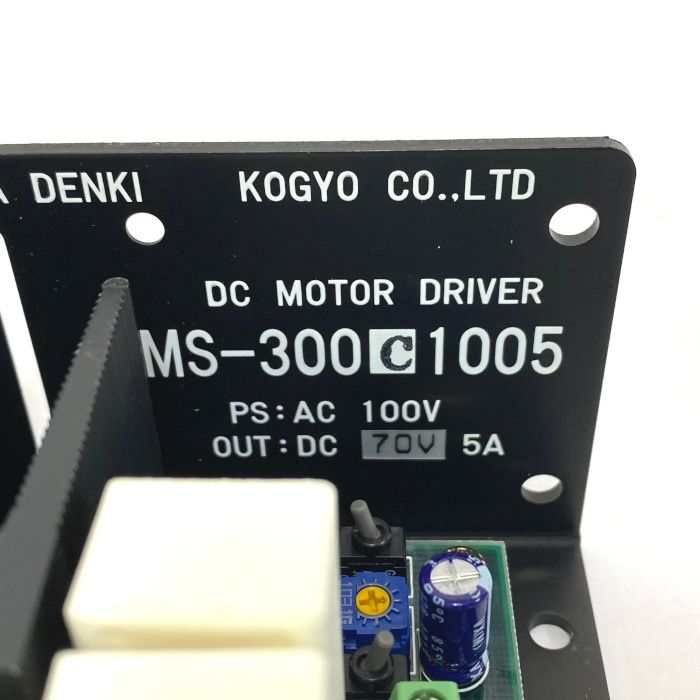 DENKI KOGYO CO.,LTD
DC MOTOR DRIVER
MS-300C1005
PS:AC 100V
OUT:DC 70V 5A